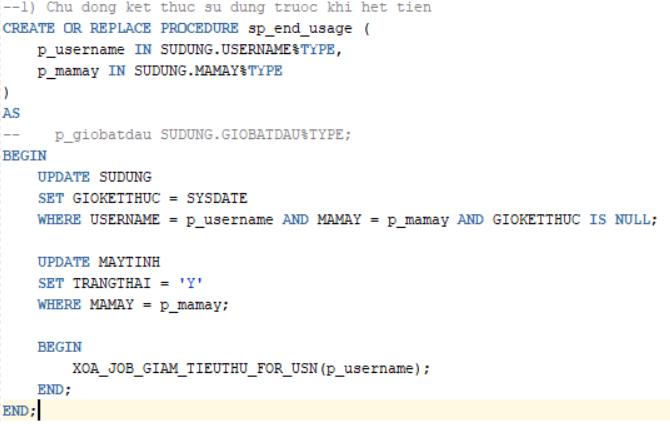 --1) Chu dong ket thuc su dung truoc khi het tien
CREATE OR REPLACE PROCEDURE sp_end_usage (
    p_username IN SUDUNG.USERNAME%TYPE,
    p_mamay IN SUDUNG.MAMAY%TYPE
)
AS
--    p_giobatdau SUDUNG.GIOBATDAU%TYPE;
BEGIN
    UPDATE SUDUNG
    SET GIOKETTHUC = SYSDATE
    WHERE USERNAME = p_username AND MAMAY = p_mamay AND GIOKETTHUC IS NULL;

    UPDATE MAYTINH
    SET TRANGTHAI = 'Y'
    WHERE MAMAY = p_mamay;

    BEGIN
        XOA_JOB_GIAM_TIEUTHU_FOR_USN(p_username);
    END;
END;